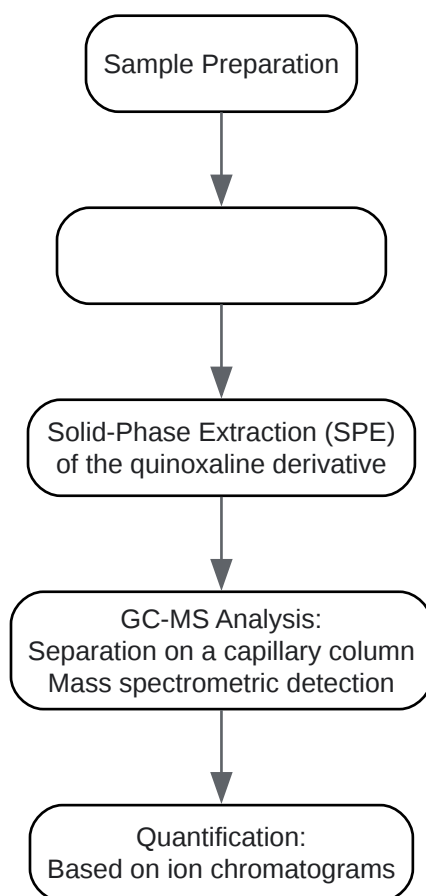 Sample Preparation
Solid-Phase Extraction (SPE)
of the quinoxaline derivative
GC-MS Analysis:
Separation on a capillary column
Mass spectrometric detection
Quantification:
Based on ion chromatograms